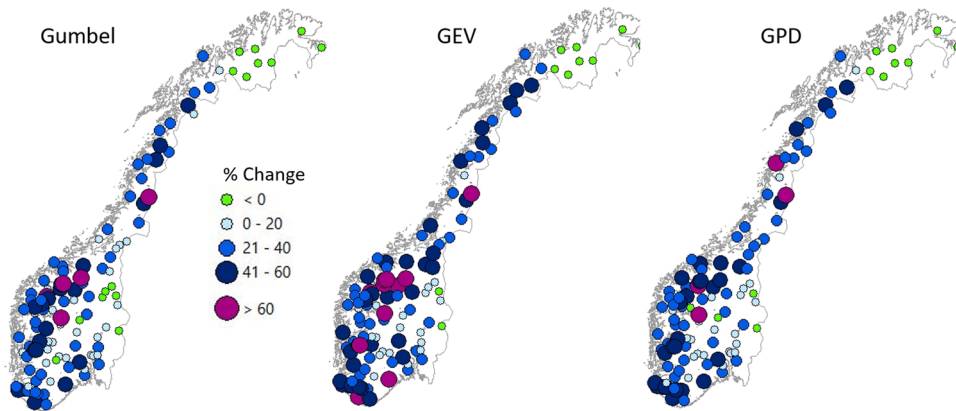 Gumbel
GEV
GPD
% Change
< 0
0 - 20
21 - 40
41 - 60
> 60